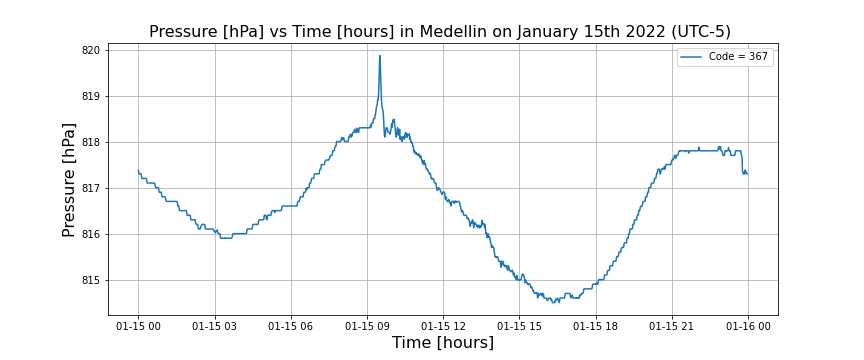 Pressure [hPa] vs Time [hours] in Medellin on January 15th 2022 (UTC-5)
Code = 367
Pressure [hPa]
820
819
818
817
816
815
01-15 00 01-15 03 01-15 06 01-15 09 01-15 12 01-15 15 01-15 18 01-15 21 01-16 00
Time [hours]